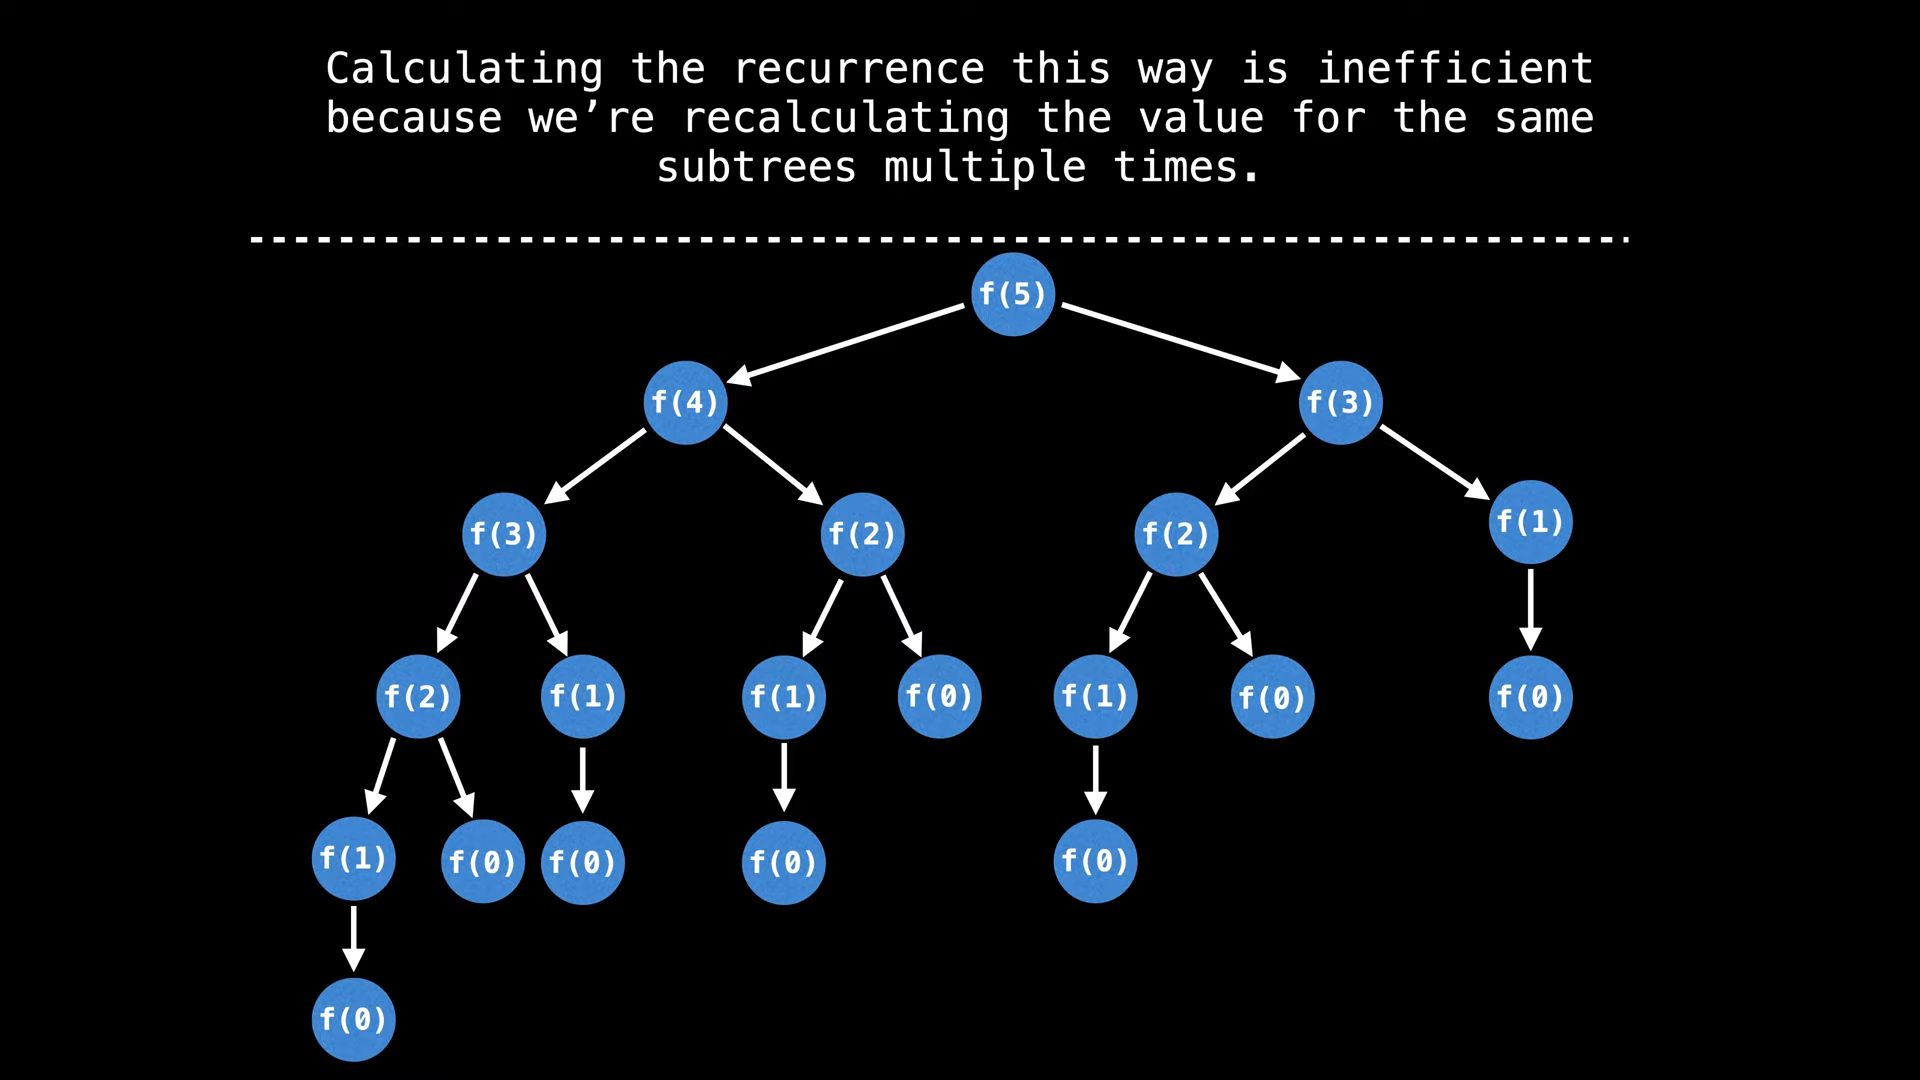 Calculating the recurrence this way is inefficient
because we’re recalculating the value for the same
subtrees multiple times.
f(5)
f(4) f(3)
f(3) f(2) f(2) f(1)
f(2) f(1) f(1) f(0) f(1) f(0) f(0)
f(1) f(0) f(0) f(0) f(0)
f(0)